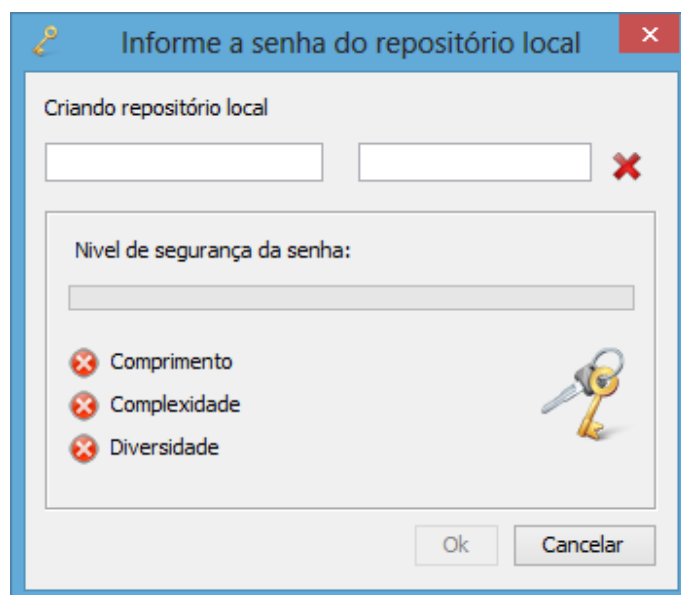 Informe a senha do repositório local
Criando repositório local
Nivel de segurança da senha:
Comprimento
Complexidade
Diversidade
Ok
Cancelar